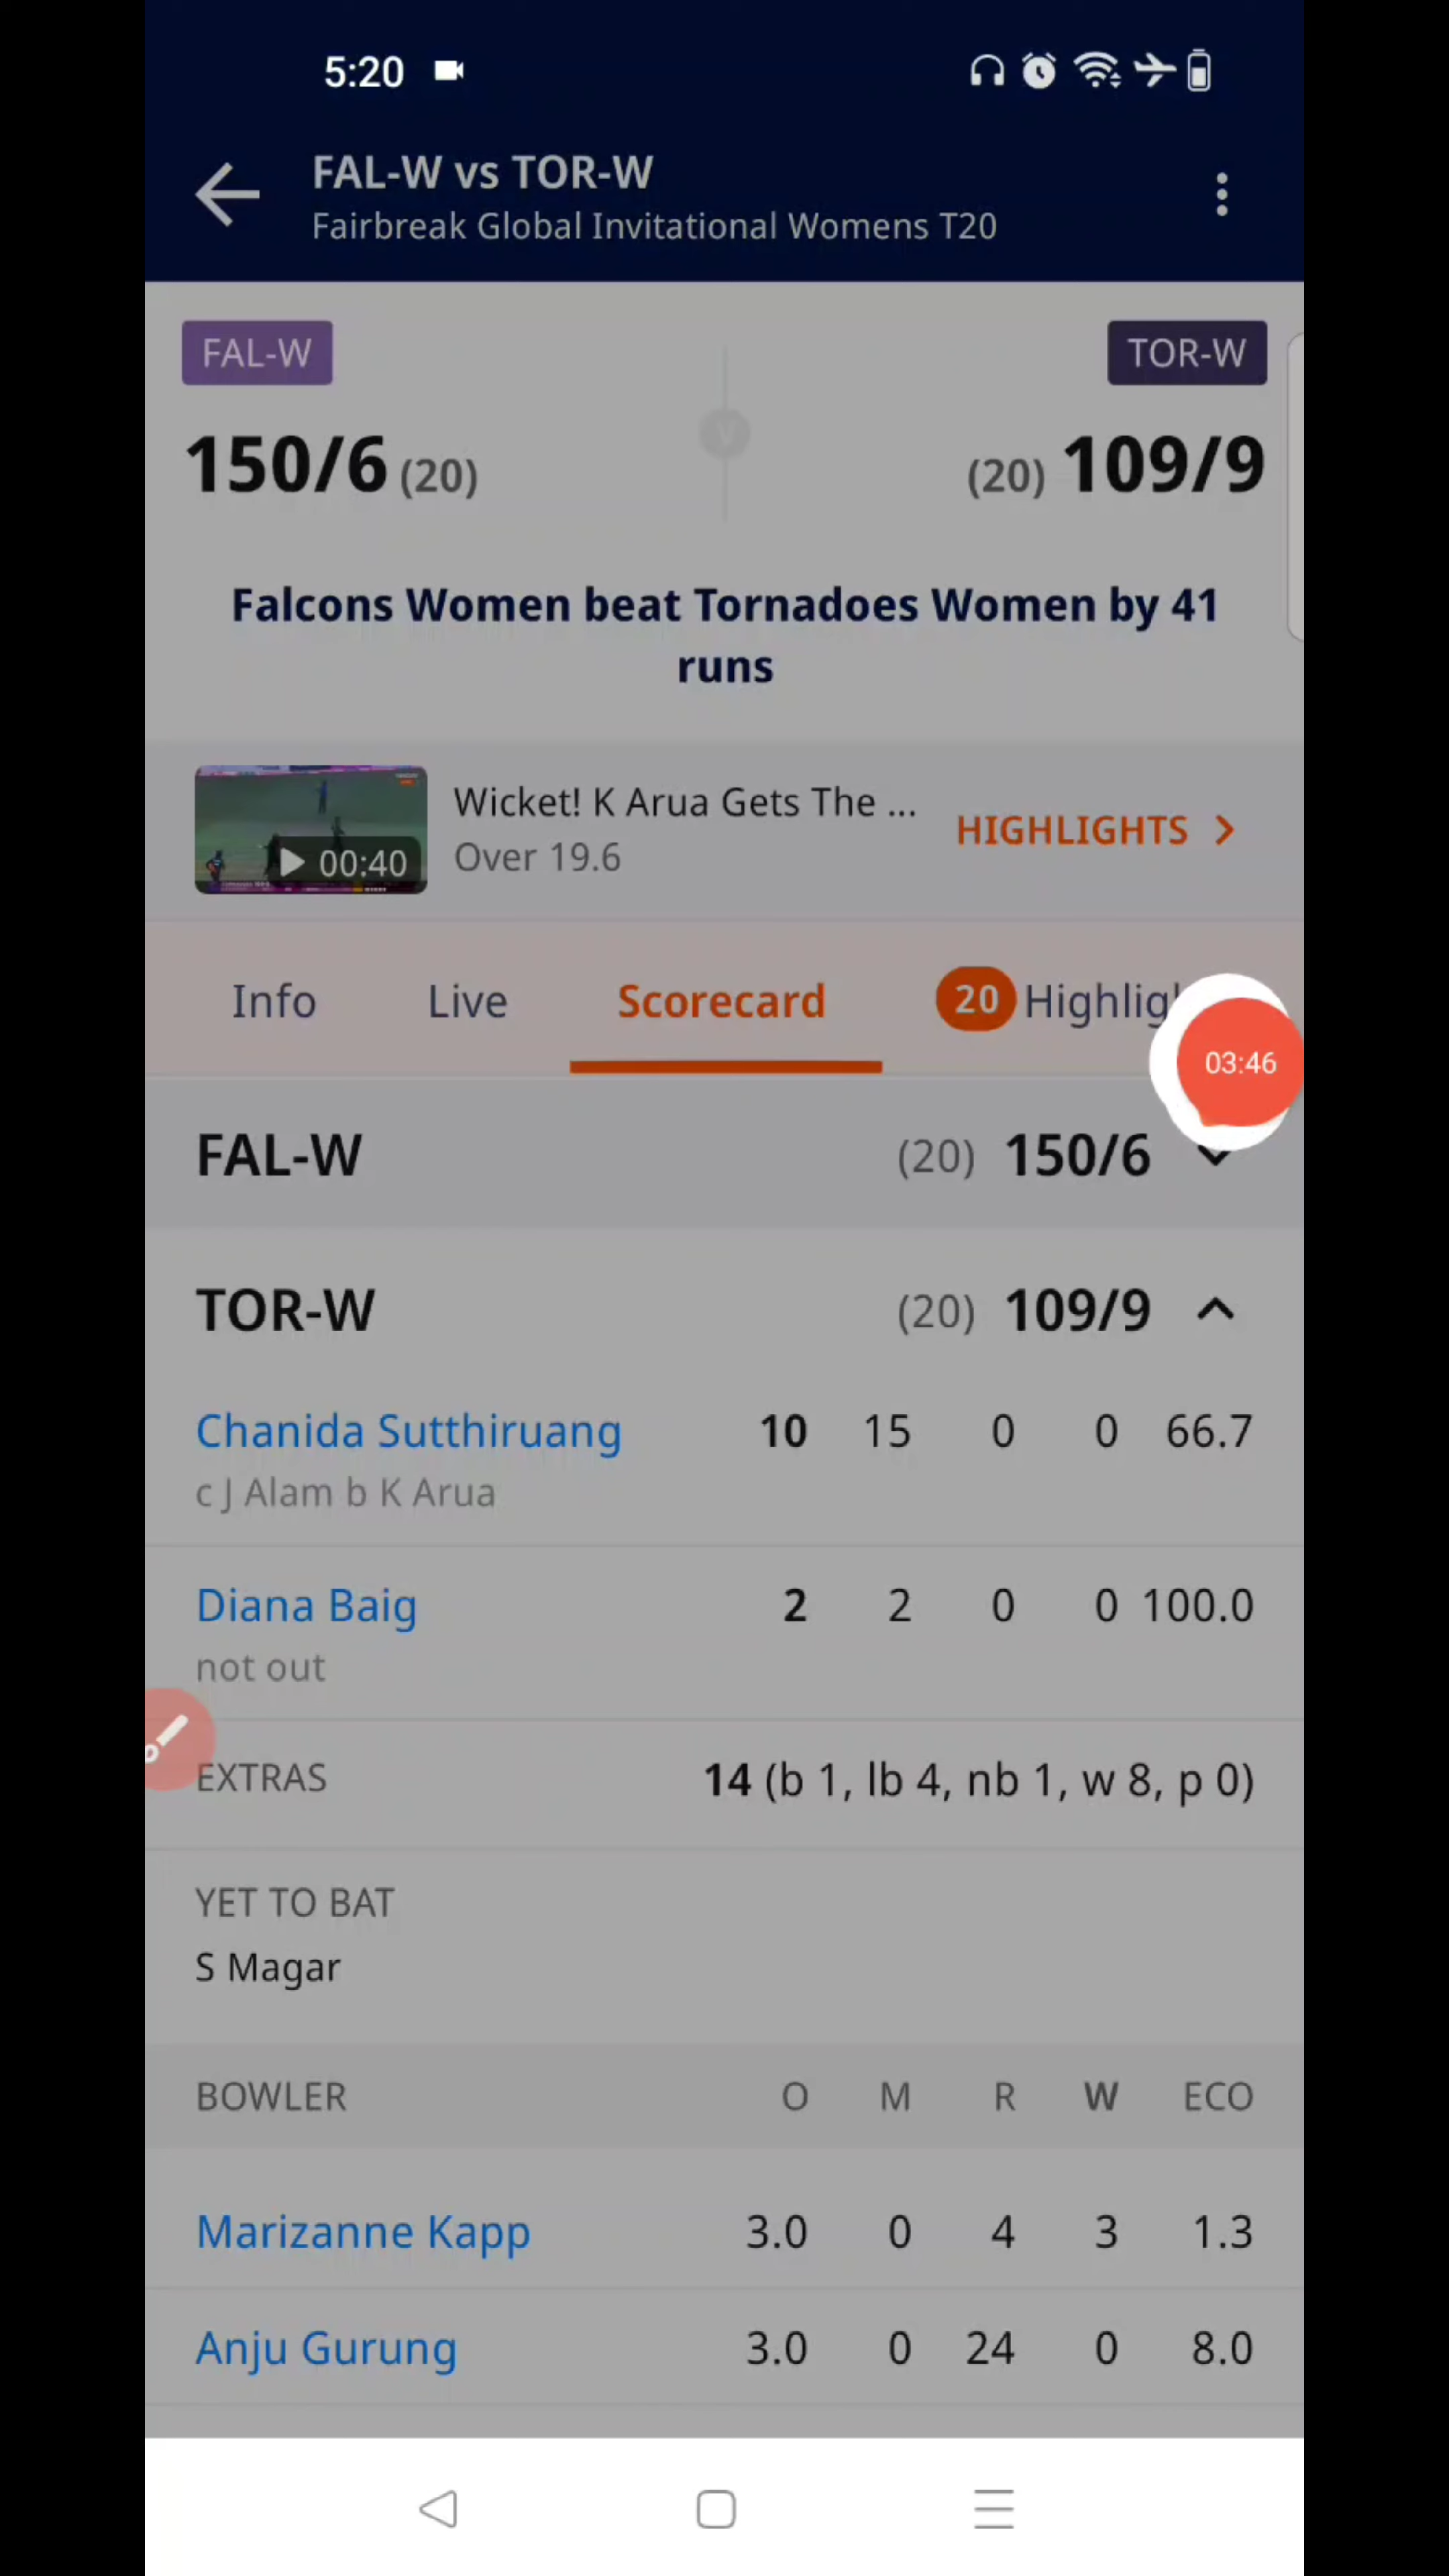 5:20
FAL-W vs TOR-W
Fairbreak Global Invitational Womens T20
FAL-W
TOR-W
V
150/6 (20)
(20) 109/9
Falcons Women beat Tornadoes Women by 41
runs
Wicket! K Arua Gets The ...
HIGHLIGHTS
00:40
Over 19.6
Info Live Scorecard 20 Highlig
03:46
FAL-W (20) 150/6
TOR-W (20) 109/9
Chanida Sutthiruang 10 15 0 0 66.7
c J Alam b K Arua
Diana Baig 2 2 0 0 100.0
not out
EXTRAS 14 (b 1, lb 4, nb 1, w 8, p 0)
YET TO BAT
S Magar
BOWLER O M R W ECO
Marizanne Kapp 3.0 0 4 3 1.3
Anju Gurung 3.0 0 24 0 8.0